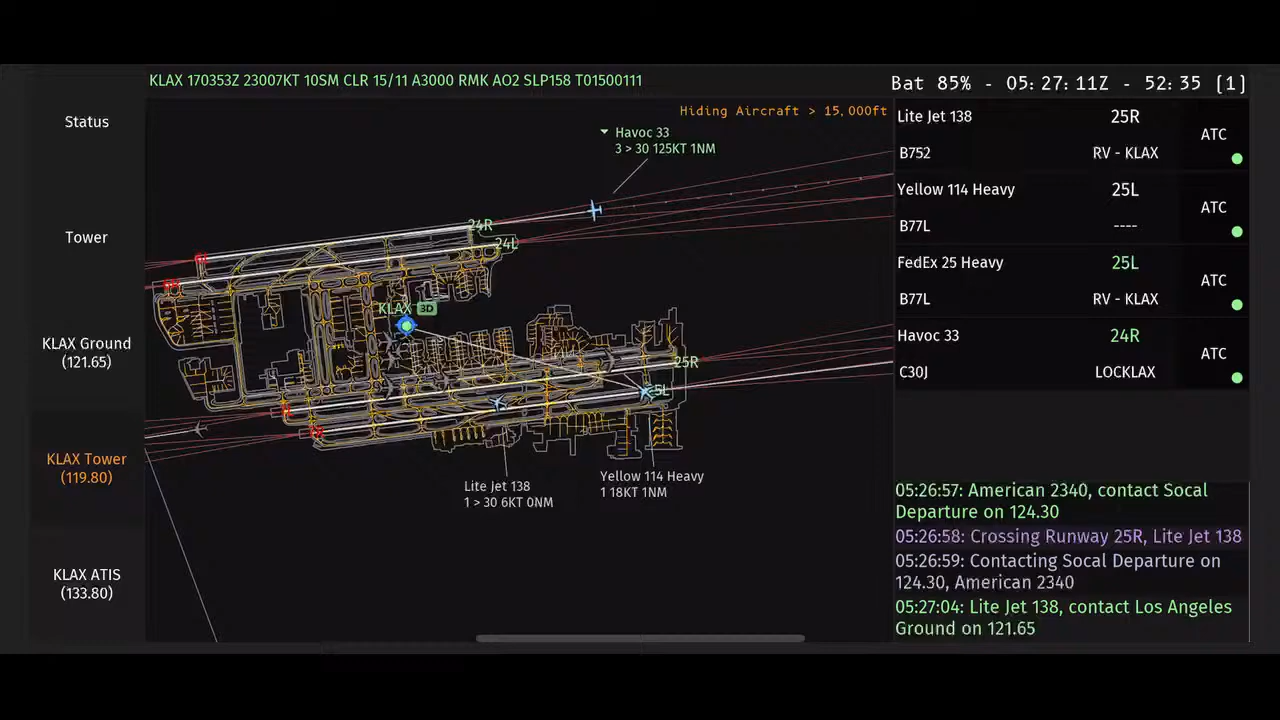 KLAX 170353Z 23007KT 10SM CLR 15/11 A3000 RMK AO2 SLP158 T01500111
Bat 85% - 05:27:11Z - 52:35 [1]
Status
Tower
KLAX Ground
(121.65)
KLAX Tower
(119.80)
KLAX ATIS
(133.80)
Hiding Aircraft > 15,000ft
Havoc 33
3 > 30 125KT 1NM
24R
24L
KLAX 3D
25R
5L
Lite Jet 138
1 > 30 6KT 0NM
Yellow 114 Heavy
1 18KT 1NM
Lite Jet 138 25R ATC
B752 RV - KLAX
Yellow 114 Heavy 25L ATC
B77L ----
FedEx 25 Heavy 25L ATC
B77L RV - KLAX
Havoc 33 24R ATC
C30J LOCKLAX
05:26:57: American 2340, contact Socal
Departure on 124.30
05:26:58: Crossing Runway 25R, Lite Jet 138
05:26:59: Contacting Socal Departure on
124.30, American 2340
05:27:04: Lite Jet 138, contact Los Angeles
Ground on 121.65